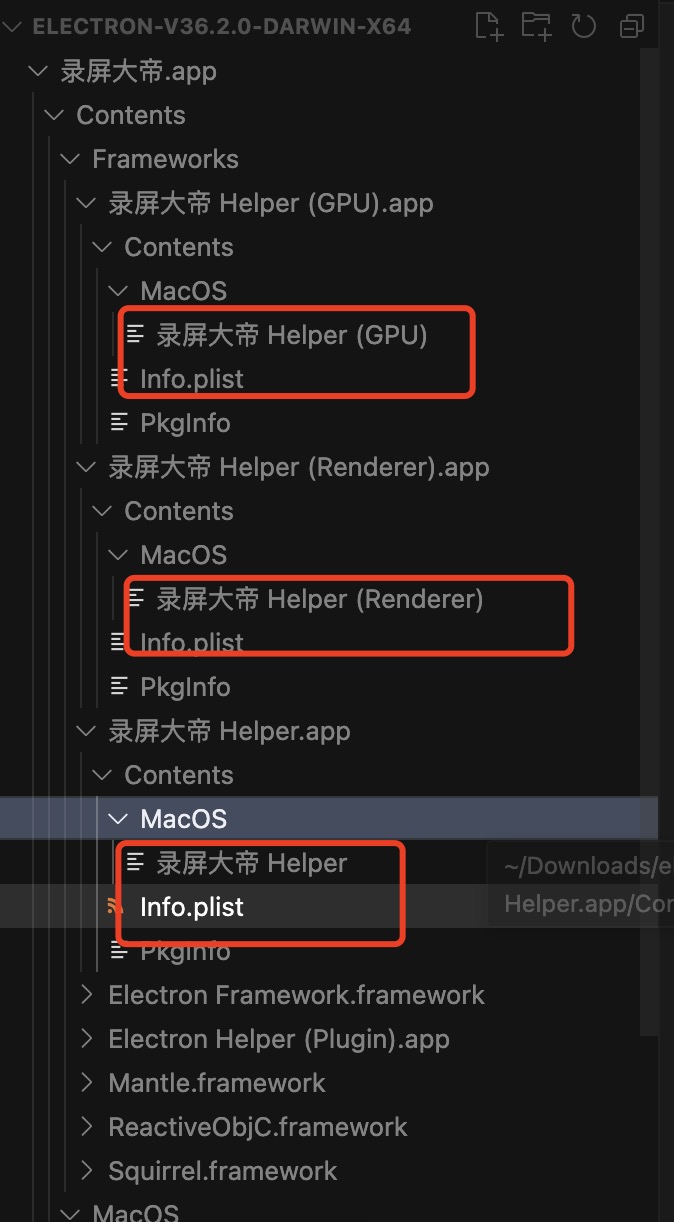 ELECTRON-V36.2.0-DARWIN-X64
录屏大帝.app
Contents
Frameworks
录屏大帝 Helper (GPU).app
Contents
MacOS
录屏大帝 Helper (GPU)
Info.plist
PkgInfo
录屏大帝 Helper (Renderer).app
Contents
MacOS
录屏大帝 Helper (Renderer)
Info.plist
PkgInfo
录屏大帝 Helper.app
Contents
MacOS
录屏大帝 Helper
~/Downloads/e
Info.plist
Helper.app/Cor
PkgInfo
Electron Framework.framework
Electron Helper (Plugin).app
Mantle.framework
ReactiveObjC.framework
Squirrel.framework
MacOS